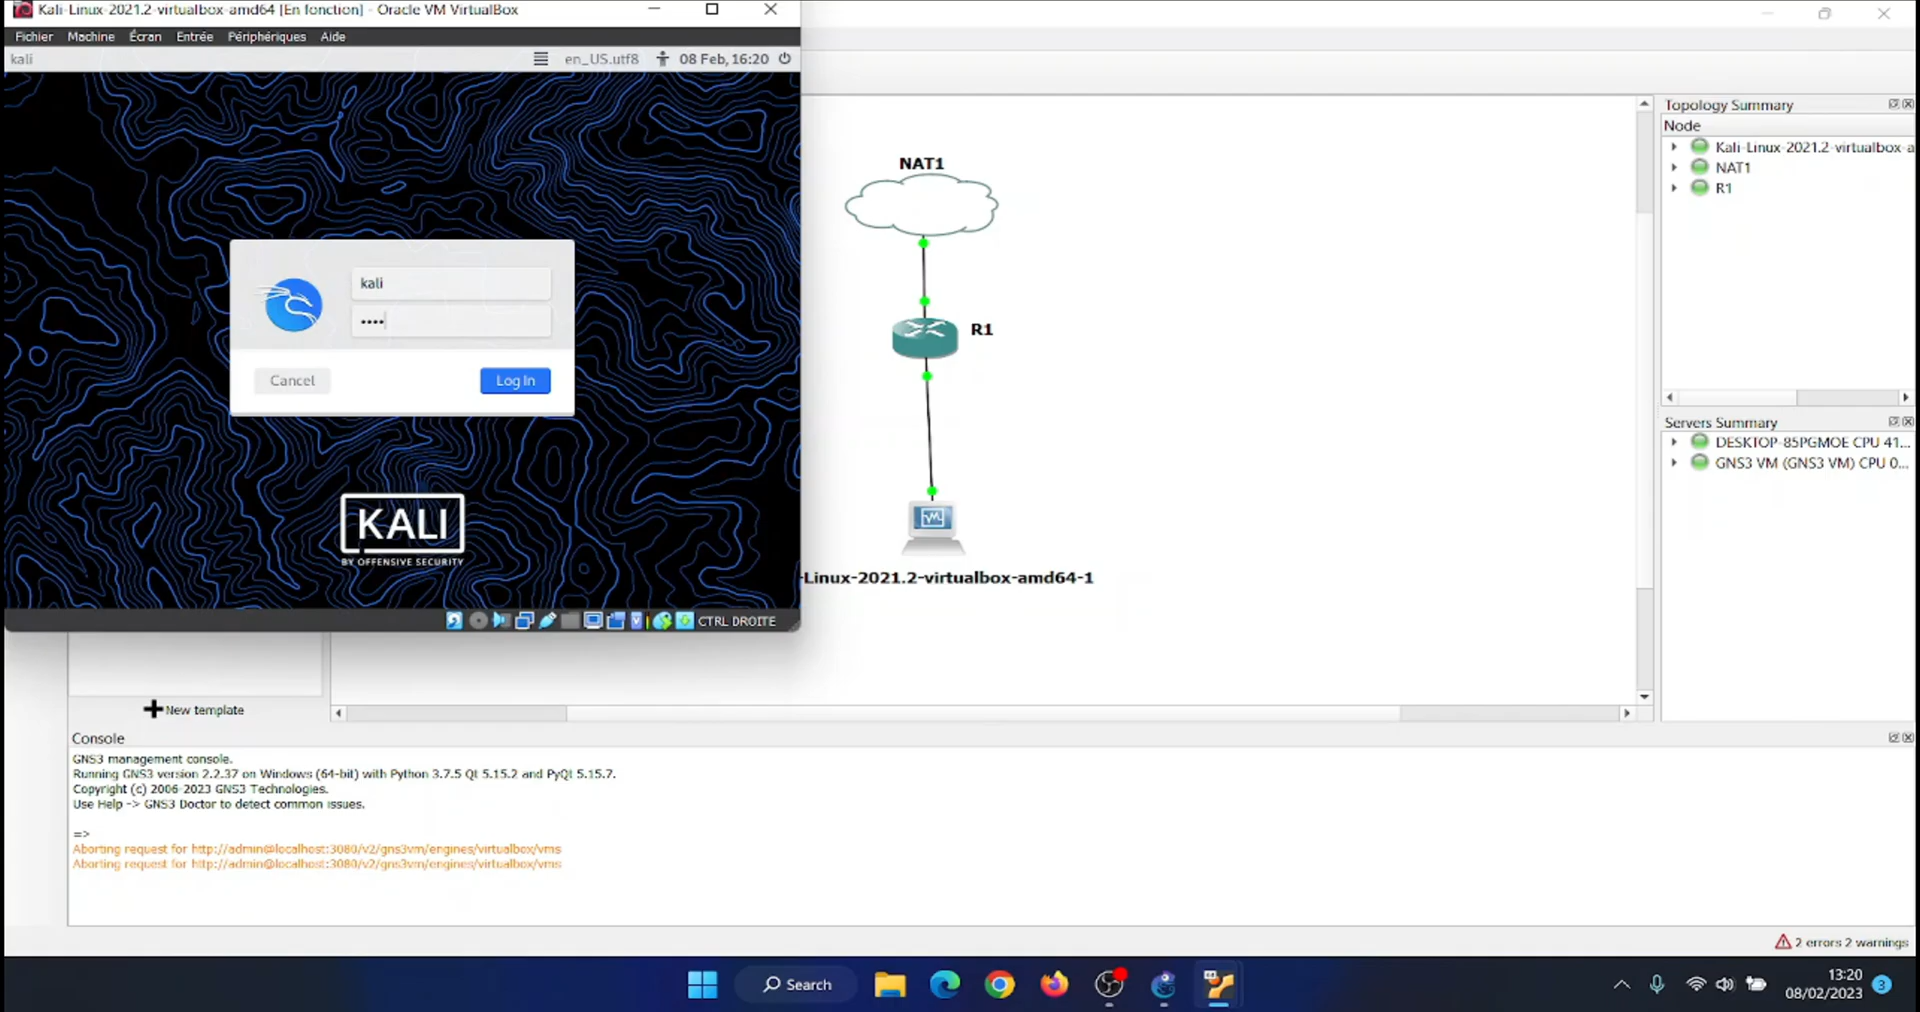 Kali-Linux-2021.2-virtualbox-amd64 [En fonction] - Oracle VM VirtualBox
Fichier Machine Écran Entrée Périphériques Aide
kali en_US.utf8 08 Feb, 16:20
kali
••••
Cancel Log In
KALI
BY OFFENSIVE SECURITY
CTRL DROITE
NAT1
R1
-Linux-2021.2-virtualbox-amd64-1
Topology Summary
Node
Kali-Linux-2021.2-virtualbox-a
NAT1
R1
Servers Summary
DESKTOP-85PGMOE CPU 41...
GNS3 VM (GNS3 VM) CPU 0...
New template
Console
GNS3 management console.
Running GNS3 version 2.2.37 on Windows (64-bit) with Python 3.7.5 Qt 5.15.2 and PyQt 5.15.7.
Copyright (c) 2006-2023 GNS3 Technologies.
Use Help -> GNS3 Doctor to detect common issues.
=>
Aborting request for http://admin@localhost:3080/v2/gns3vm/engines/virtualbox/vms
Aborting request for http://admin@localhost:3080/v2/gns3vm/engines/virtualbox/vms
2 errors 2 warnings
Search
13:20
08/02/2023
3